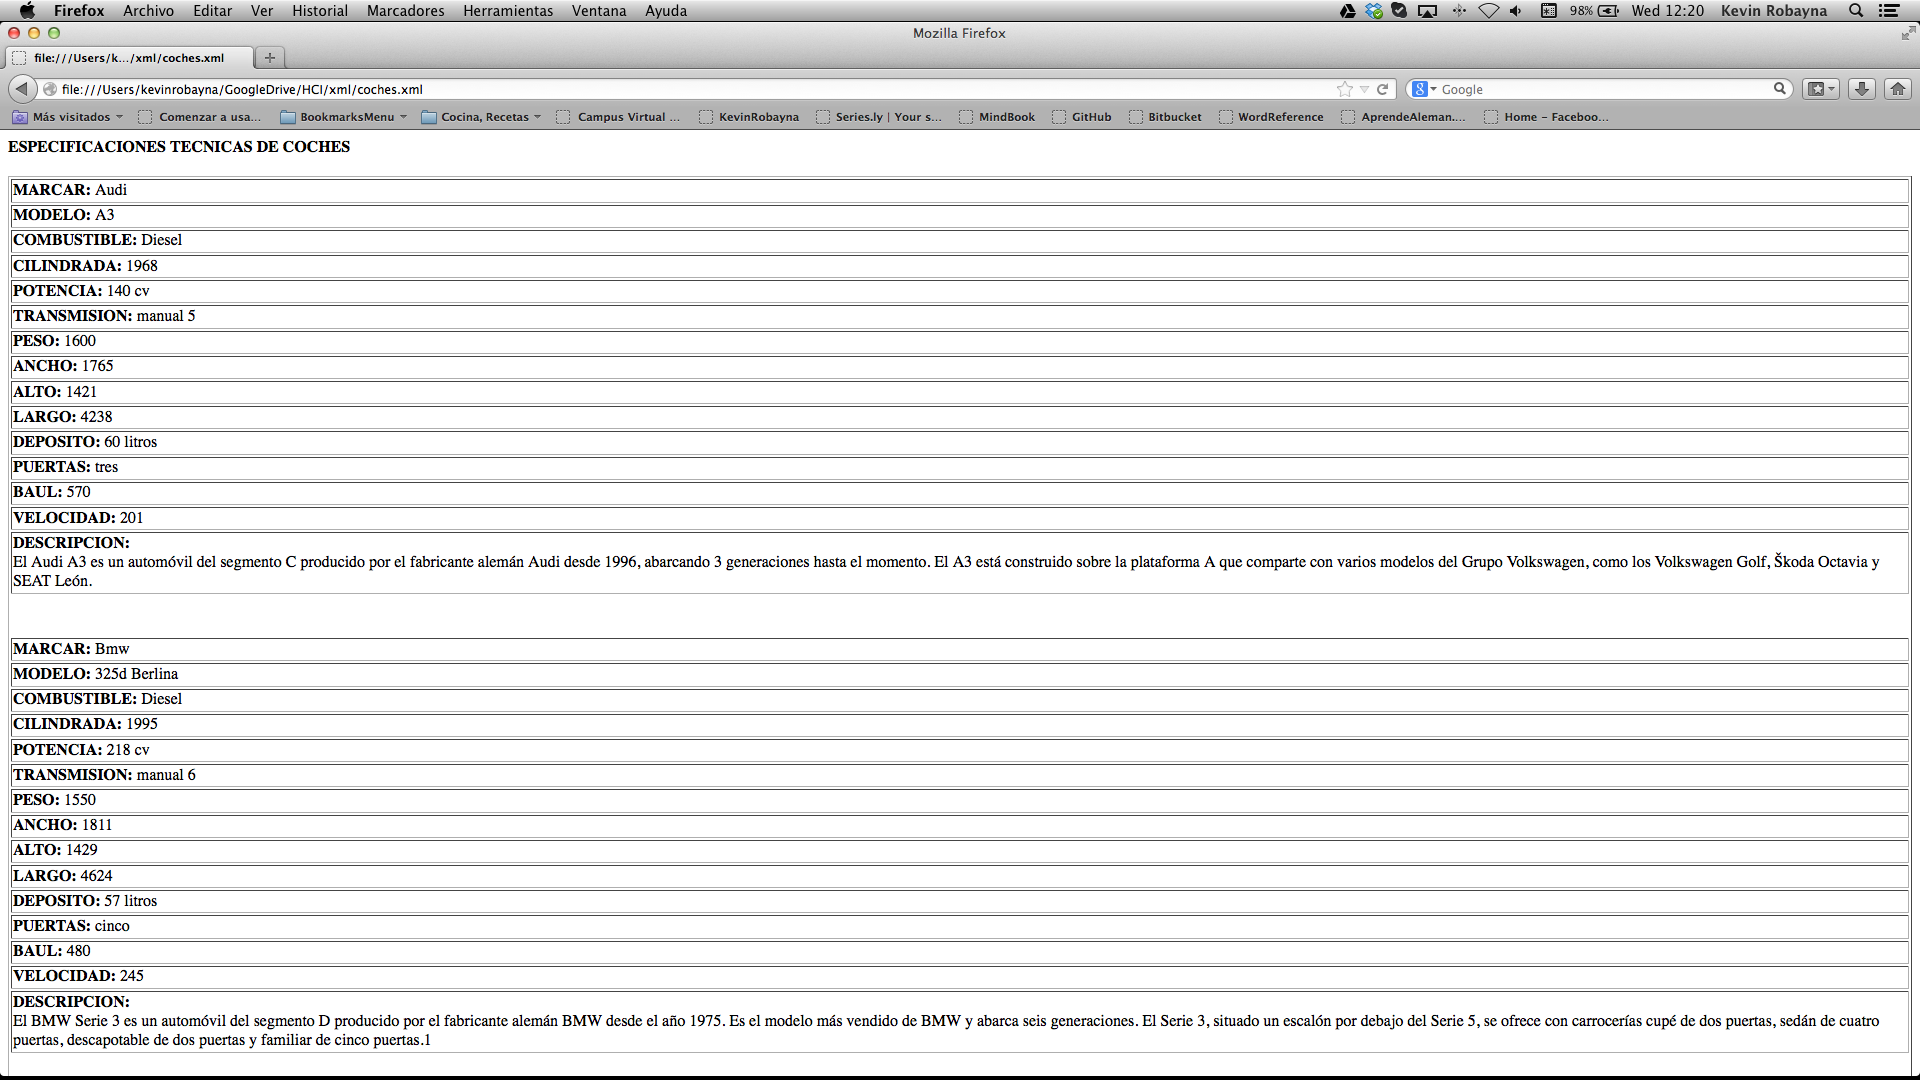 Firefox Archivo Editar Ver Historial Marcadores Herramientas Ventana Ayuda 98% Wed 12:20 Kevin Robayna
Mozilla Firefox
file:///Users/k.../xml/coches.xml
file:///Users/kevinrobayna/GoogleDrive/HCI/xml/coches.xml Google
Más visitados Comenzar a usa... BookmarksMenu Cocina, Recetas Campus Virtual ... KevinRobayna Series.ly | Your s... MindBook GitHub Bitbucket WordReference AprendeAleman.... Home – Faceboo...
ESPECIFICACIONES TECNICAS DE COCHES
MARCAR: Audi
MODELO: A3
COMBUSTIBLE: Diesel
CILINDRADA: 1968
POTENCIA: 140 cv
TRANSMISION: manual 5
PESO: 1600
ANCHO: 1765
ALTO: 1421
LARGO: 4238
DEPOSITO: 60 litros
PUERTAS: tres
BAUL: 570
VELOCIDAD: 201
DESCRIPCION:
El Audi A3 es un automóvil del segmento C producido por el fabricante alemán Audi desde 1996, abarcando 3 generaciones hasta el momento. El A3 está construido sobre la plataforma A que comparte con varios modelos del Grupo Volkswagen, como los Volkswagen Golf, Škoda Octavia y
SEAT León.
MARCAR: Bmw
MODELO: 325d Berlina
COMBUSTIBLE: Diesel
CILINDRADA: 1995
POTENCIA: 218 cv
TRANSMISION: manual 6
PESO: 1550
ANCHO: 1811
ALTO: 1429
LARGO: 4624
DEPOSITO: 57 litros
PUERTAS: cinco
BAUL: 480
VELOCIDAD: 245
DESCRIPCION:
El BMW Serie 3 es un automóvil del segmento D producido por el fabricante alemán BMW desde el año 1975. Es el modelo más vendido de BMW y abarca seis generaciones. El Serie 3, situado un escalón por debajo del Serie 5, se ofrece con carrocerías cupé de dos puertas, sedán de cuatro
puertas, descapotable de dos puertas y familiar de cinco puertas.1